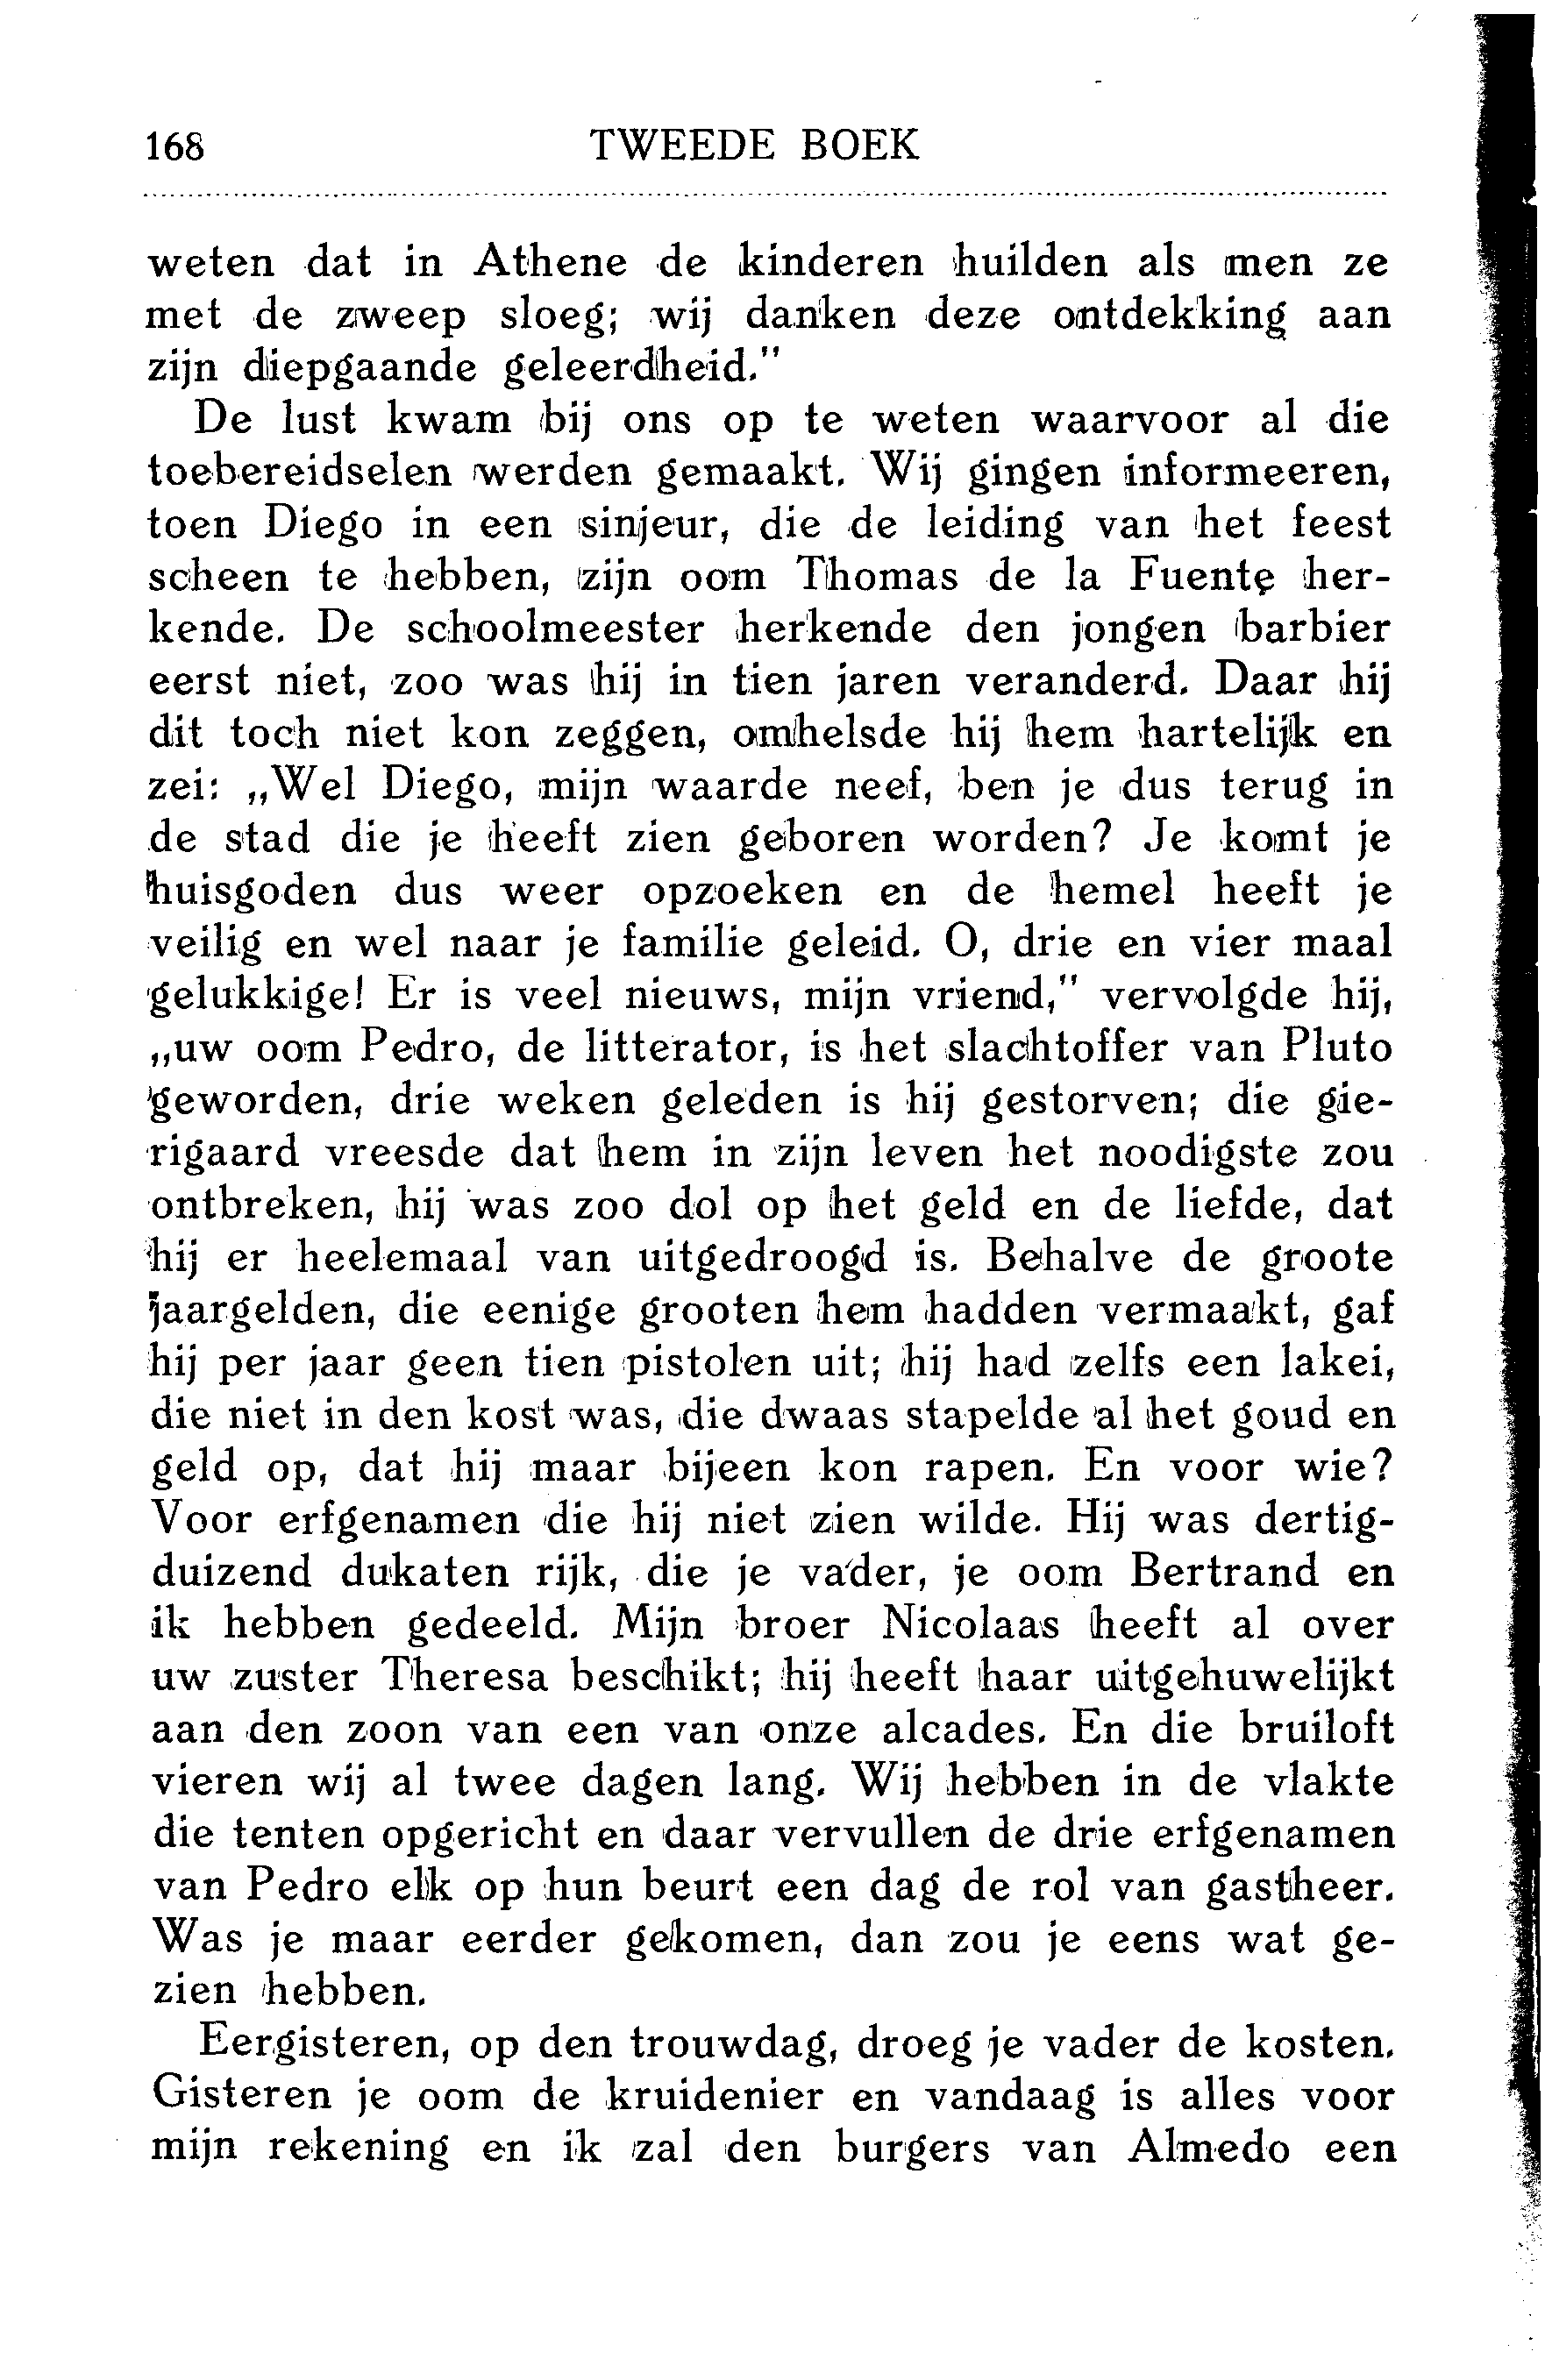 168 TWEEDE BOEK
weten dat in Athene de kinderen huilden als men ze
met de zweep sloeg; wij danken deze ontdekking aan
zijn diepgaande geleerdheid."
De lust kwam bij ons op te weten waarvoor al die
toebereidselen werden gemaakt. Wij gingen informeeren,
toen Diego in een sinjeur, die de leiding van het feest
scheen te hebben, zijn oom Thomas de la Fuente her-
kende. De schoolmeester herkende den jongen barbier
eerst niet, zoo was hij in tien jaren veranderd. Daar hij
dit toch niet kon zeggen, omhelsde hij hem hartelijk en
zei: „Wel Diego, mijn waarde neef, ben je dus terug in
de stad die je heeft zien geboren worden? Je komt je
huisgoden dus weer opzoeken en de hemel heeft je
veilig en wel naar je familie geleid. O, drie en vier maal
gelukkige! Er is veel nieuws, mijn vriend," vervolgde hij,
„uw oom Pedro, de litterator, is het slachtoffer van Pluto
geworden, drie weken geleden is hij gestorven; die gie-
rigaard vreesde dat hem in zijn leven het noodigste zou
ontbreken, hij was zoo dol op het geld en de liefde, dat
hij er heelemaal van uitgedroogd is. Behalve de groote
jaargelden, die eenige grooten hem hadden vermaakt, gaf
hij per jaar geen tien pistolen uit; hij had zelfs een lakei,
die niet in den kost was, die dwaas stapelde al het goud en
geld op, dat hij maar bijeen kon rapen. En voor wie?
Voor erfgenamen die hij niet zien wilde. Hij was dertig-
duizend dukaten rijk, die je vader, je oom Bertrand en
ik hebben gedeeld. Mijn broer Nicolaas heeft al over
uw zuster Theresa beschikt; hij heeft haar uitgehuwelijkt
aan den zoon van een van onze alcades. En die bruiloft
vieren wij al twee dagen lang. Wij hebben in de vlakte
die tenten opgericht en daar vervullen de drie erfgenamen
van Pedro elk op hun beurt een dag de rol van gastheer.
Was je maar eerder gekomen, dan zou je eens wat ge-
zien hebben.
Eergisteren, op den trouwdag, droeg je vader de kosten.
Gisteren je oom de kruidenier en vandaag is alles voor
mijn rekening en ik zal den burgers van Almedo een